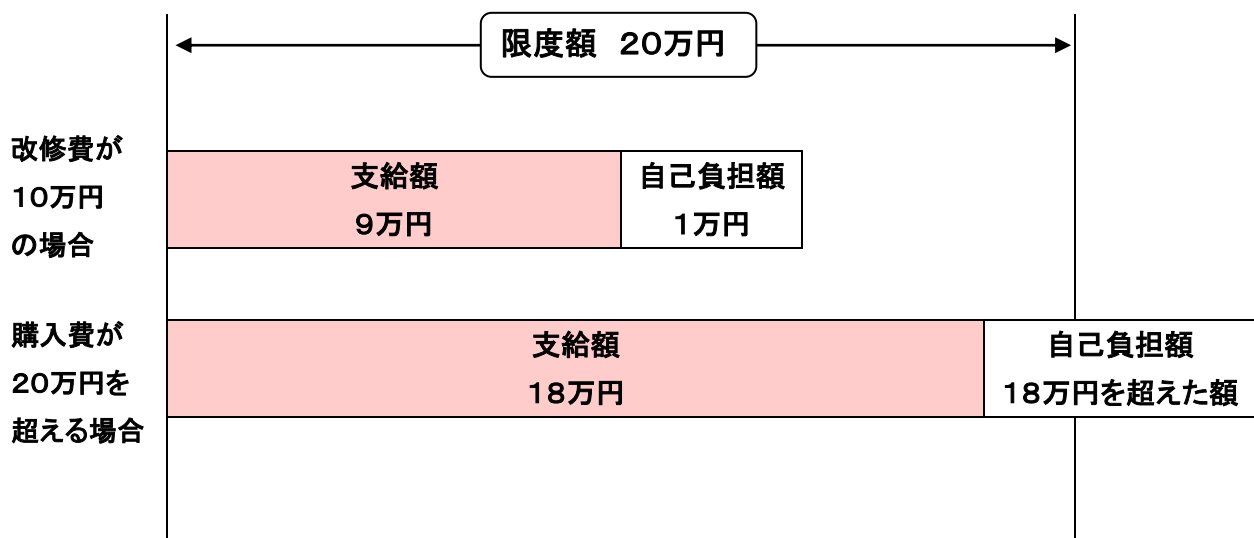 限度額　２０万円
改修費が
１０万円
の場合
支給額
９万円
自己負担額
１万円
購入費が
２０万円を
超える場合
支給額
１８万円
自己負担額
１８万円を超えた額